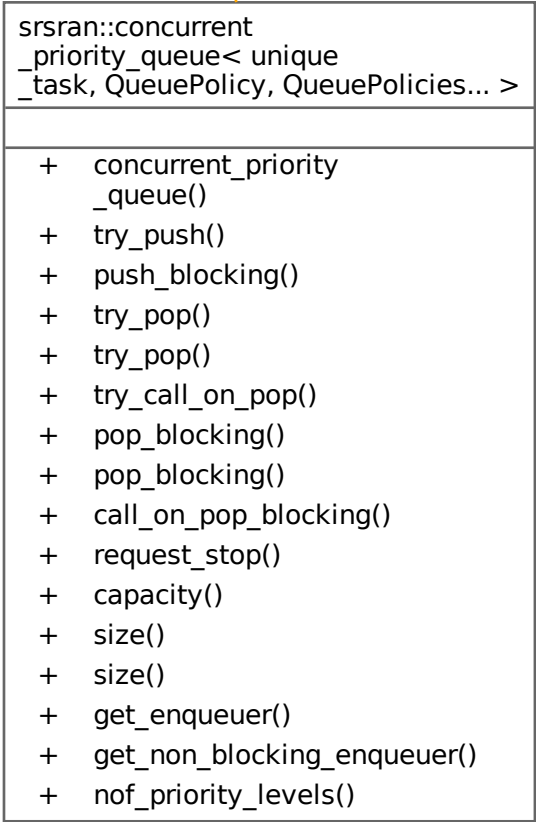 srsran::concurrent
_priority_queue< unique
_task, QueuePolicy, QueuePolicies... >
+ concurrent_priority
_queue()
+ try_push()
+ push_blocking()
+ try_pop()
+ try_pop()
+ try_call_on_pop()
+ pop_blocking()
+ pop_blocking()
+ call_on_pop_blocking()
+ request_stop()
+ capacity()
+ size()
+ size()
+ get_enqueuer()
+ get_non_blocking_enqueuer()
+ nof_priority_levels()